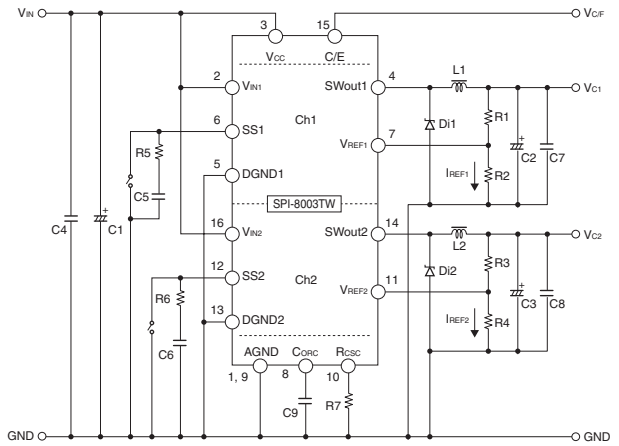 VIN
3
15
VC/F
VCC
C/E
2
VIN1
SWout1
4
L1
VC1
Ch1
6
SS1
R1
Di1
R5
VREF1
7
C2
C7
5
DGND1
IREF1
R2
C5
SPI-8003TW
C4
C1
16
VIN2
SWout2
14
L2
VC2
12
SS2
R3
Di2
Ch2
R6
VREF2
11
C3
C8
13
DGND2
IREF2
R4
C6
AGND
CORC
RCSC
1, 9
8
10
C9
R7
GND
GND